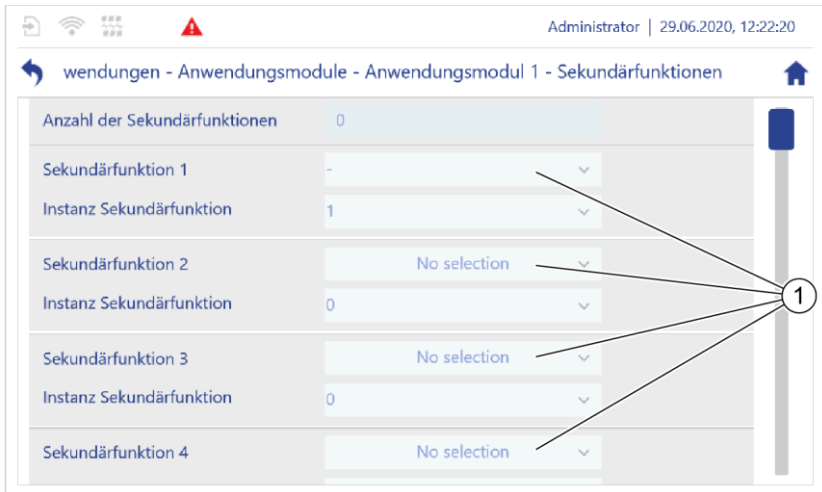 Administrator | 29.06.2020, 12:22:20
wendungen - Anwendungsmodule - Anwendungsmodul 1 - Sekundärfunktionen
Anzahl der Sekundärfunktionen 0
Sekundärfunktion 1 -
Instanz Sekundärfunktion 1
Sekundärfunktion 2 No selection
1
Instanz Sekundärfunktion 0
Sekundärfunktion 3 No selection
Instanz Sekundärfunktion 0
Sekundärfunktion 4 No selection